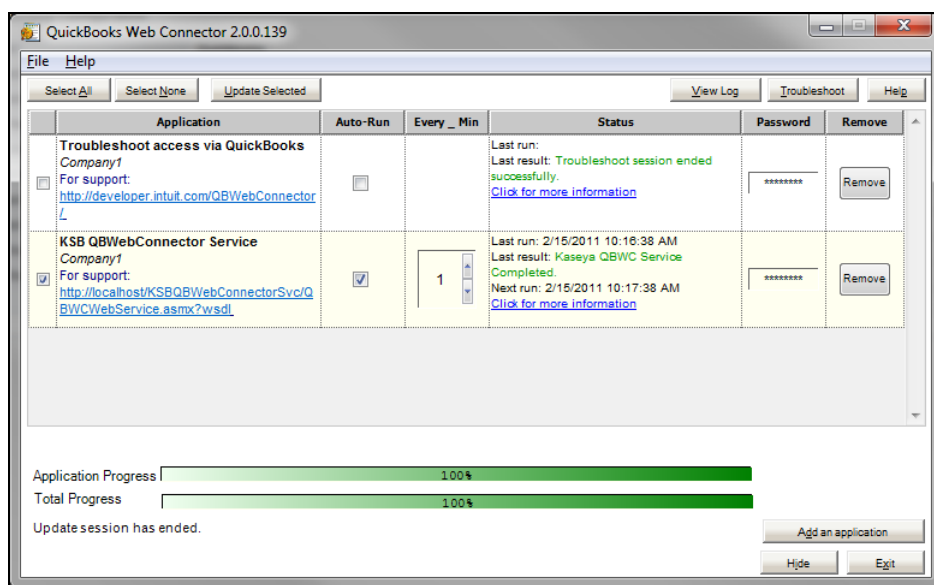 QuickBooks Web Connector 2.0.0.139
File Help
Select All Select None Update Selected View Log Troubleshoot Help
Application Auto-Run Every _ Min Status Password Remove
Troubleshoot access via QuickBooks
Company1
For support:
http://developer.intuit.com/QBWebConnector
/
Last run:
Last result: Troubleshoot session ended
successfully.
Click for more information
********
Remove
KSB QBWebConnector Service
Company1
For support:
http://localhost/KSBQBWebConnectorSvc/Q
BWCWebService.asmx?wsdl
1
Last run: 2/15/2011 10:16:38 AM
Last result: Kaseya QBWC Service
Completed.
Next run: 2/15/2011 10:17:38 AM
Click for more information
********
Remove
Application Progress 100%
Total Progress 100%
Update session has ended.
Add an application
Hide Exit